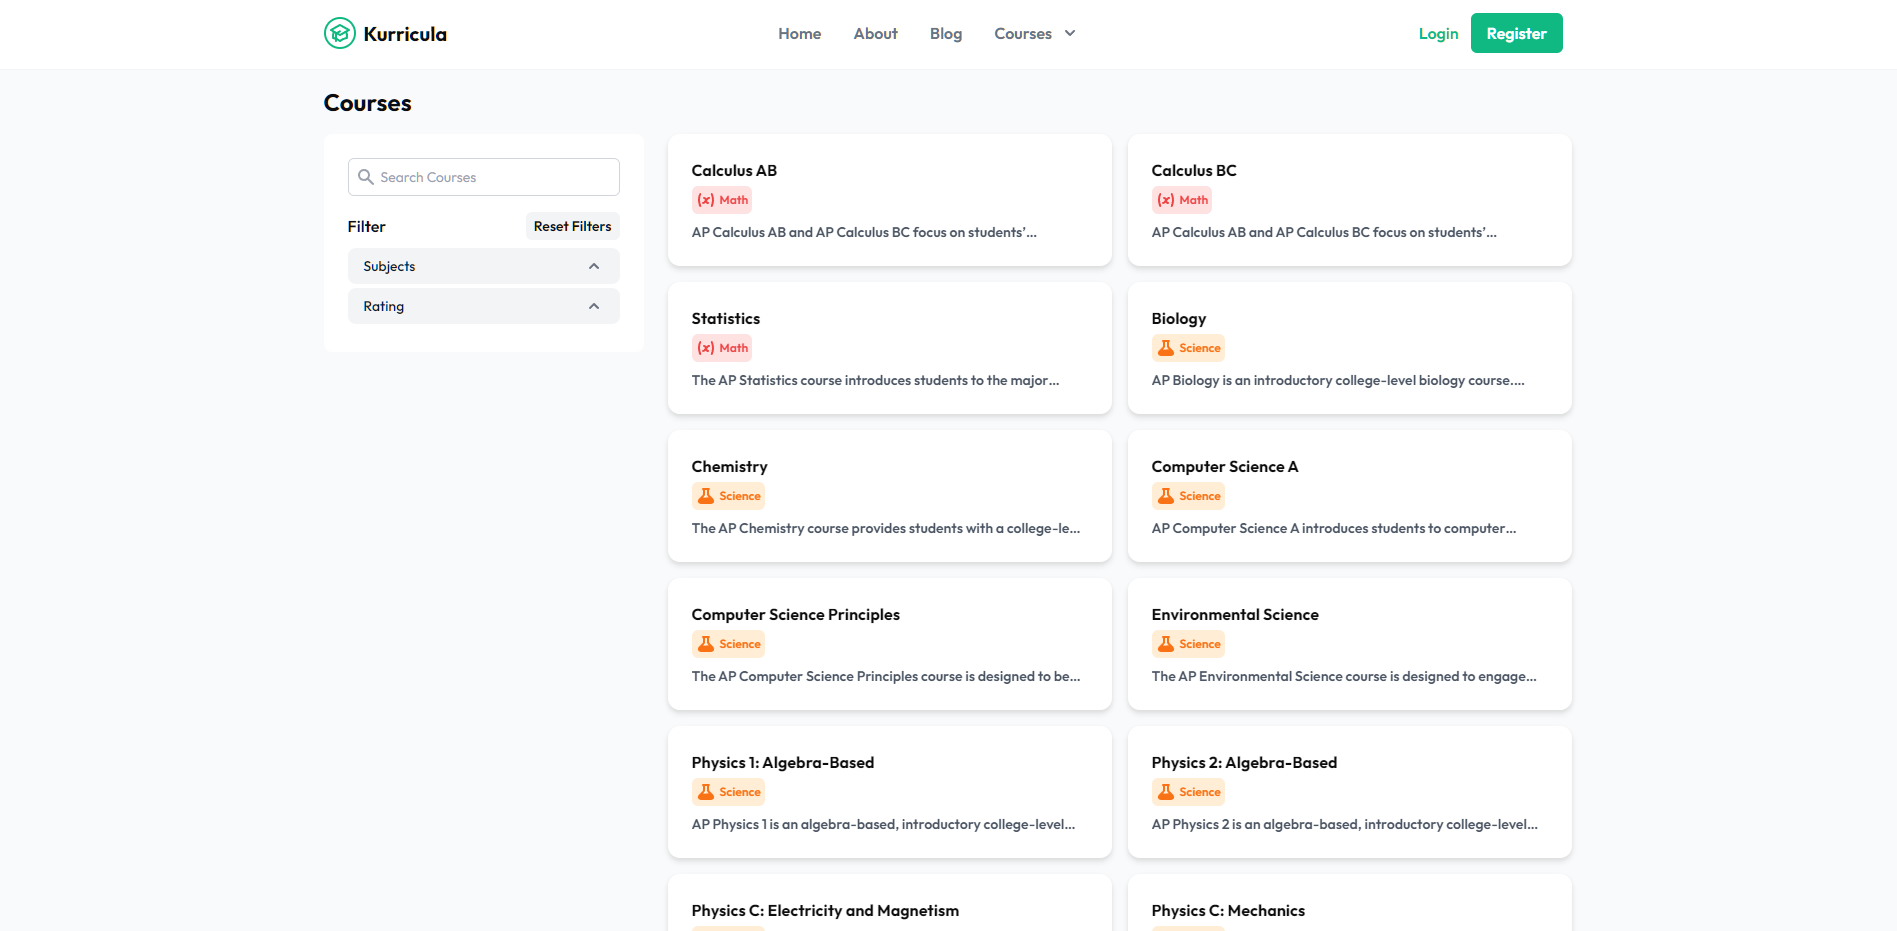 Kurricula
Home
About
Blog
Courses
Login
Register
Courses
Search Courses
Filter
Reset Filters
Subjects
Rating
Calculus AB
(x) Math
AP Calculus AB and AP Calculus BC focus on students’...
Calculus BC
(x) Math
AP Calculus AB and AP Calculus BC focus on students’...
Statistics
(x) Math
The AP Statistics course introduces students to the major...
Biology
Science
AP Biology is an introductory college-level biology course....
Chemistry
Science
The AP Chemistry course provides students with a college-le...
Computer Science A
Science
AP Computer Science A introduces students to computer...
Computer Science Principles
Science
The AP Computer Science Principles course is designed to be...
Environmental Science
Science
The AP Environmental Science course is designed to engage...
Physics 1: Algebra-Based
Science
AP Physics 1 is an algebra-based, introductory college-level...
Physics 2: Algebra-Based
Science
AP Physics 2 is an algebra-based, introductory college-level...
Physics C: Electricity and Magnetism
Physics C: Mechanics